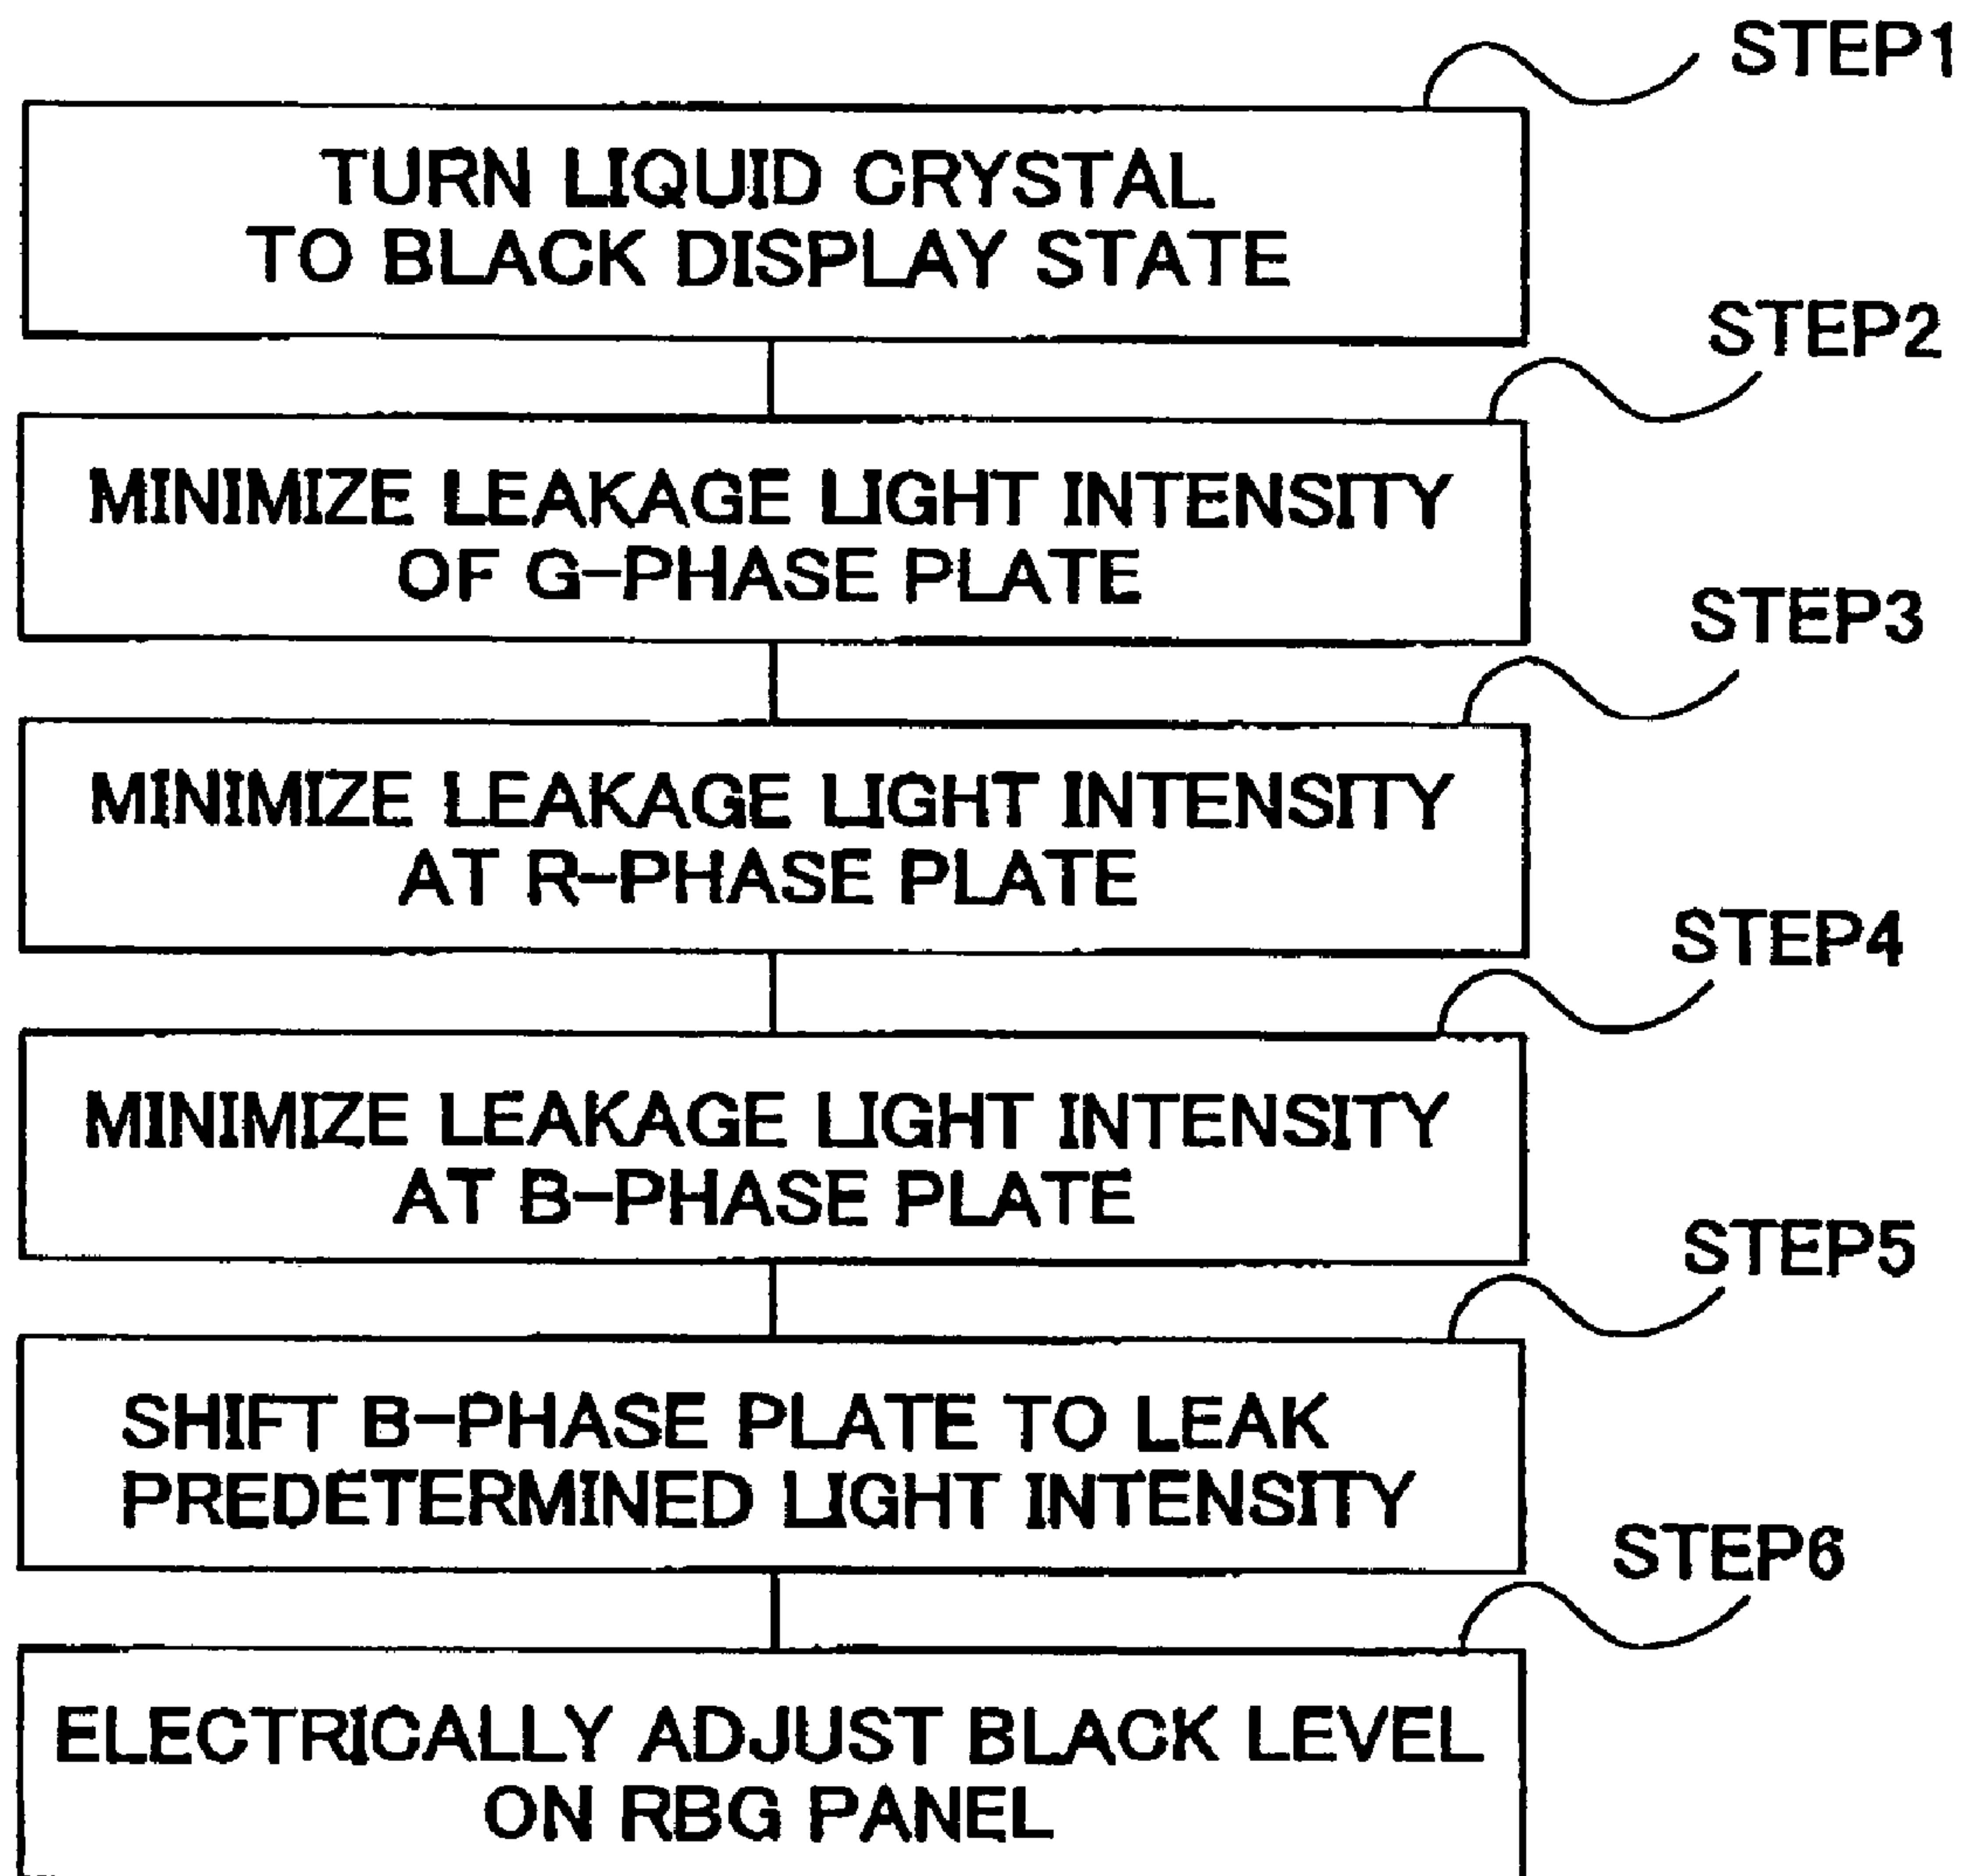 STEP1
TURN LIQUID CRYSTAL
TO BLACK DISPLAY STATE
STEP2
MINIMIZE LEAKAGE LIGHT INTENSITY
OF G-PHASE PLATE
STEP3
MINIMIZE LEAKAGE LIGHT INTENSITY
AT R-PHASE PLATE
STEP4
MINIMIZE LEAKAGE LIGHT INTENSITY
AT B-PHASE PLATE
STEP5
SHIFT B-PHASE PLATE TO LEAK
PREDETERMINED LIGHT INTENSITY
STEP6
ELECTRICALLY ADJUST BLACK LEVEL
ON RBG PANEL